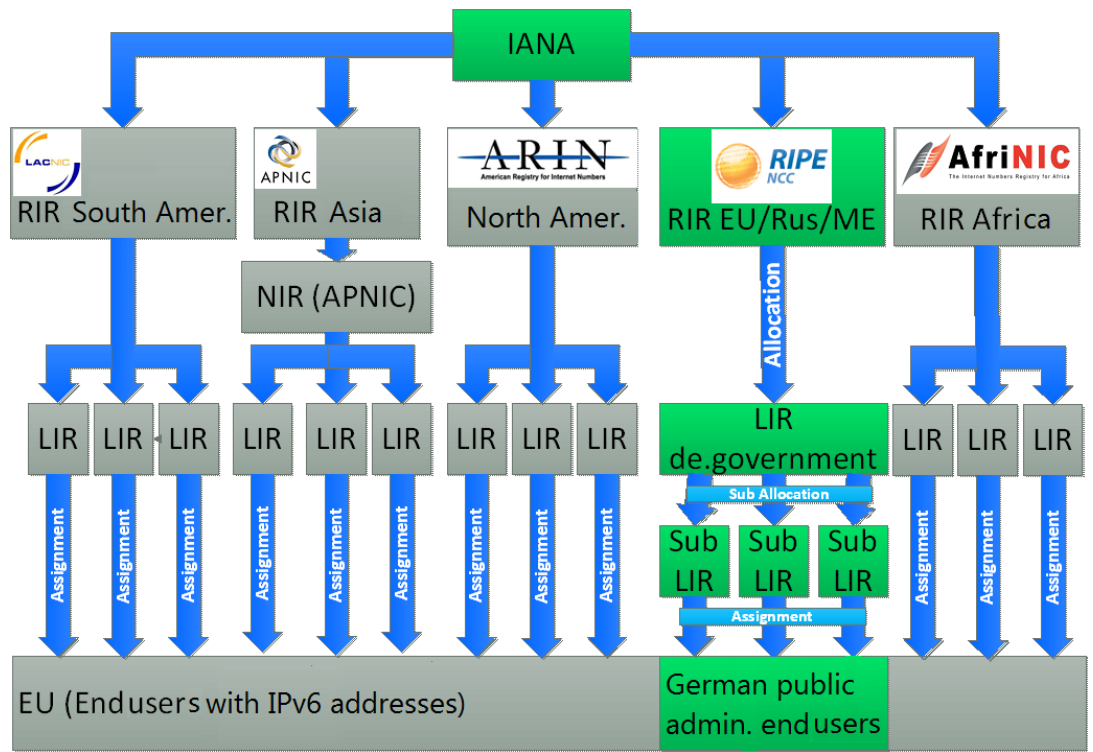 IANA
LACNIC
RIR South Amer.
APNIC
RIR Asia
ARIN
American Registry for Internet Numbers
North Amer.
RIPE
NCC
RIR EU/Rus/ME
AfriNIC
The Internet Numbers Registry for Africa
RIR Africa
NIR (APNIC)
Allocation
LIR
LIR
LIR
LIR
LIR
LIR
LIR
LIR
LIR
LIR
de.government
LIR
LIR
LIR
Sub Allocation
Sub
LIR
Sub
LIR
Sub
LIR
Assignment
Assignment
Assignment
Assignment
Assignment
Assignment
Assignment
Assignment
Assignment
Assignment
Assignment
Assignment
Assignment
EU (Endusers with IPv6 addresses)
German public
admin. endusers